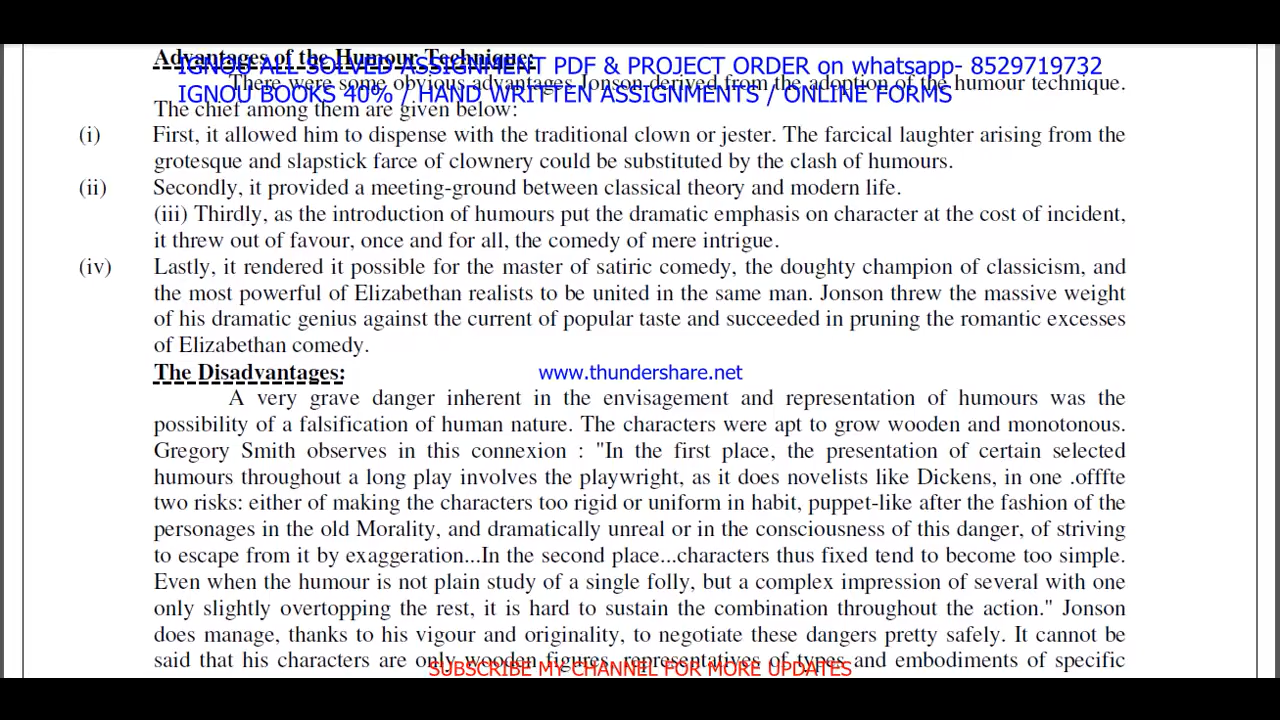 Advantages of the Humour Technique:
IGNOU ALL SOLVED ASSIGNMENT PDF & PROJECT ORDER on whatsapp- 8529719732
There were some obvious advantages Jonson derived from the adoption of the humour technique.
IGNOU BOOKS 40% / HAND WRITTEN ASSIGNMENTS / ONLINE FORMS
The chief among them are given below:
(i) First, it allowed him to dispense with the traditional clown or jester. The farcical laughter arising from the
grotesque and slapstick farce of clownery could be substituted by the clash of humours.
(ii) Secondly, it provided a meeting-ground between classical theory and modern life.
(iii) Thirdly, as the introduction of humours put the dramatic emphasis on character at the cost of incident,
it threw out of favour, once and for all, the comedy of mere intrigue.
(iv) Lastly, it rendered it possible for the master of satiric comedy, the doughty champion of classicism, and
the most powerful of Elizabethan realists to be united in the same man. Jonson threw the massive weight
of his dramatic genius against the current of popular taste and succeeded in pruning the romantic excesses
of Elizabethan comedy.
The Disadvantages:
www.thundershare.net
A very grave danger inherent in the envisagement and representation of humours was the
possibility of a falsification of human nature. The characters were apt to grow wooden and monotonous.
Gregory Smith observes in this connexion : "In the first place, the presentation of certain selected
humours throughout a long play involves the playwright, as it does novelists like Dickens, in one .offfte
two risks: either of making the characters too rigid or uniform in habit, puppet-like after the fashion of the
personages in the old Morality, and dramatically unreal or in the consciousness of this danger, of striving
to escape from it by exaggeration...In the second place...characters thus fixed tend to become too simple.
Even when the humour is not plain study of a single folly, but a complex impression of several with one
only slightly overtopping the rest, it is hard to sustain the combination throughout the action." Jonson
does manage, thanks to his vigour and originality, to negotiate these dangers pretty safely. It cannot be
said that his characters are only wooden figures, representatives of types and embodiments of specific
SUBSCRIBE MY CHANNEL FOR MORE UPDATES